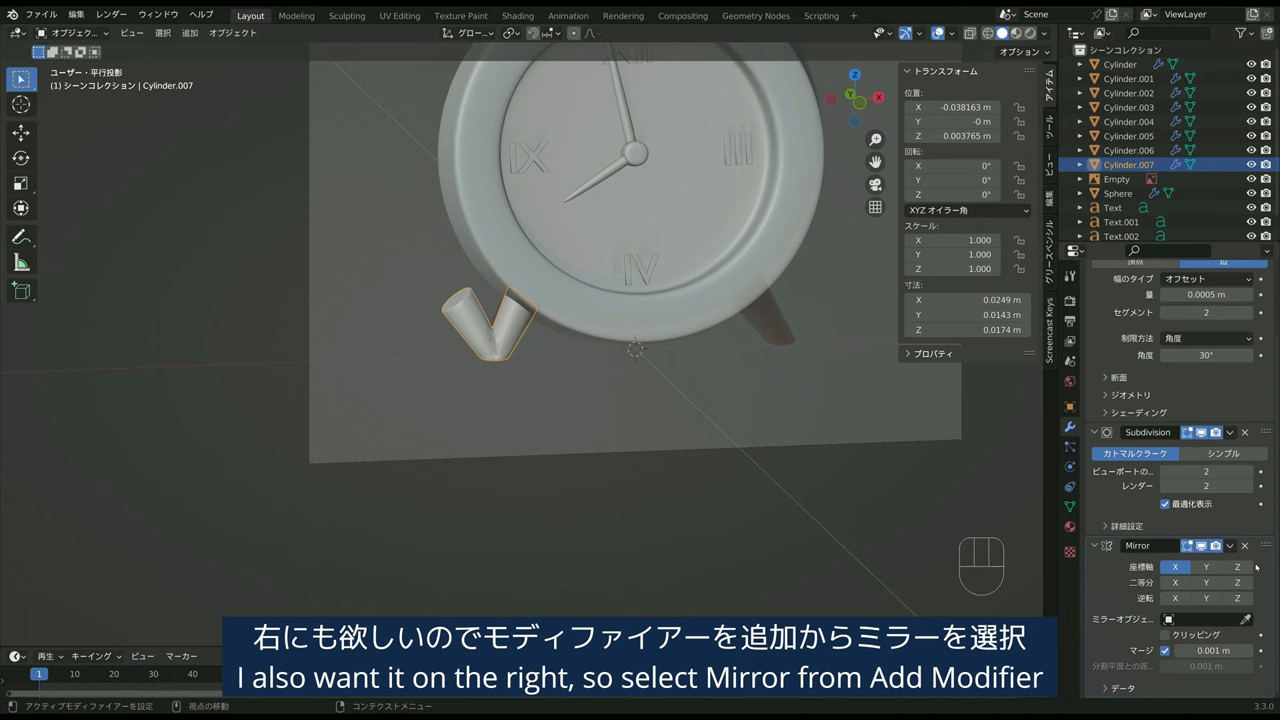 ファイル 編集 レンダー ウィンドウ ヘルプ Layout Modeling Sculpting UV Editing Texture Paint Shading Animation Rendering Compositing Geometry Nodes Scripting + Scene ViewLayer
オブジェク... ビュー 選択 追加 オブジェクト グロー...
オプション
ユーザー・平行投影
(1) シーンコレクション | Cylinder.007
トランスフォーム
位置:
X -0.038163 m
Y -0 m
Z 0.003765 m
回転:
X 0°
Y 0°
Z 0°
XYZ オイラー角
スケール:
X 1.000
Y 1.000
Z 1.000
寸法:
X 0.0249 m
Y 0.0143 m
Z 0.0174 m
プロパティ
アイテム
ツール
ビュー
編集
グリースペンシル
Screencast Keys
Z
Y
X
XII
IX
III
IV
シーンコレクション
Cylinder
Cylinder.001
Cylinder.002
Cylinder.003
Cylinder.004
Cylinder.005
Cylinder.006
Cylinder.007
Empty
Sphere
Text
Text.001
Text.002
頂点 辺
幅のタイプ オフセット
量 0.0005 m
セグメント 2
制限方法 角度
角度 30°
断面
ジオメトリ
シェーディング
Subdivision
カトマルクラーク シンプル
ビューポートの... 2
レンダー 2
最適化表示
詳細設定
Mirror
座標軸 X Y Z
二等分 X Y Z
逆転 X Y Z
ミラーオブジェ...
クリッピング
マージ 0.001 m
分割平面との距... 0.001 m
データ
右にも欲しいのでモディファイアーを追加からミラーを選択
I also want it on the right, so select Mirror from Add Modifier
再生 キーイング ビュー マーカー
1 10 20 30 40
アクティブモディファイアーを設定 視点の移動 コンテクストメニュー 3.3.0